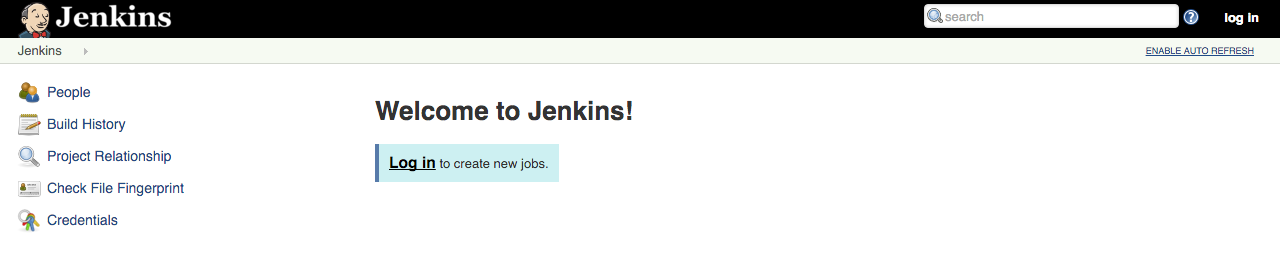 Jenkins
search
log in
Jenkins
ENABLE AUTO REFRESH
People
Build History
Project Relationship
Check File Fingerprint
Credentials
Welcome to Jenkins!
Log in to create new jobs.